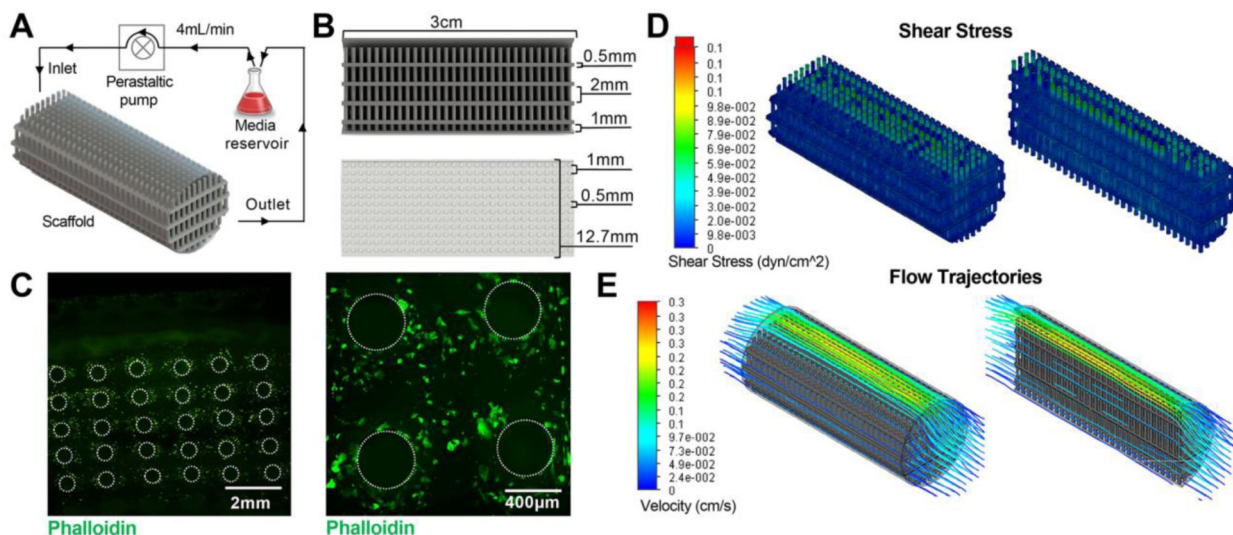 A
4mL/min
Inlet
Perastaltic
pump
Media
reservoir
Scaffold
Outlet
B
3cm
0.5mm
2mm
1mm
1mm
0.5mm
12.7mm
C
2mm
Phalloidin
400µm
Phalloidin
D
Shear Stress
0.1
0.1
0.1
0.1
9.8e-002
8.9e-002
7.9e-002
6.9e-002
5.9e-002
4.9e-002
3.9e-002
3.0e-002
2.0e-002
9.8e-003
0
Shear Stress (dyn/cm^2)
E
Flow Trajectories
0.3
0.3
0.3
0.2
0.2
0.2
0.2
0.2
0.1
0.1
9.7e-002
7.3e-002
4.9e-002
2.4e-002
0
Velocity (cm/s)